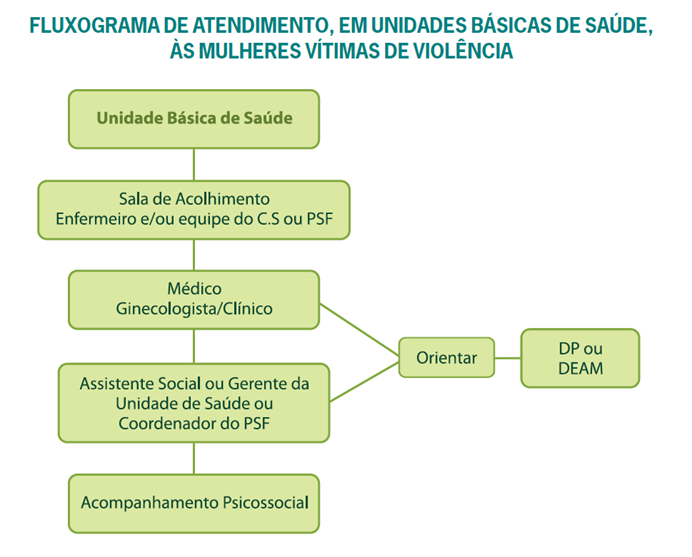 FLUXOGRAMA DE ATENDIMENTO, EM UNIDADES BÁSICAS DE SAÚDE,
ÀS MULHERES VÍTIMAS DE VIOLÊNCIA
Unidade Básica de Saúde
Sala de Acolhimento
Enfermeiro e/ou equipe do C.S ou PSF
Médico
Ginecologista/Clínico
Orientar
DP ou
DEAM
Assistente Social ou Gerente da
Unidade de Saúde ou
Coordenador do PSF
Acompanhamento Psicossocial